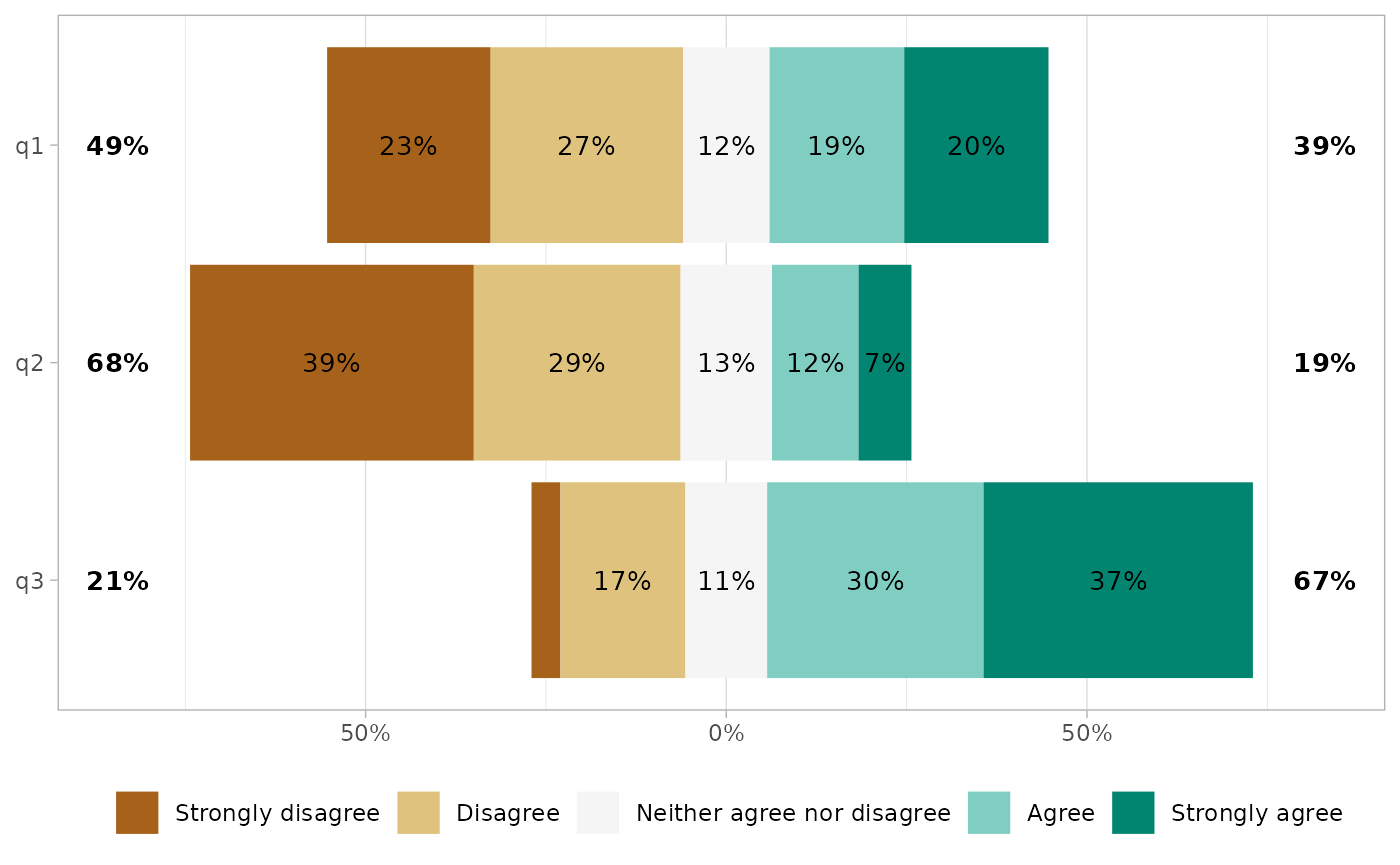 q1 49% 23% 27% 12% 19% 20% 39%
q2 68% 39% 29% 13% 12% 7% 19%
q3 21% 17% 11% 30% 37% 67%
50% 0% 50%
Strongly disagree Disagree Neither agree nor disagree Agree Strongly agree